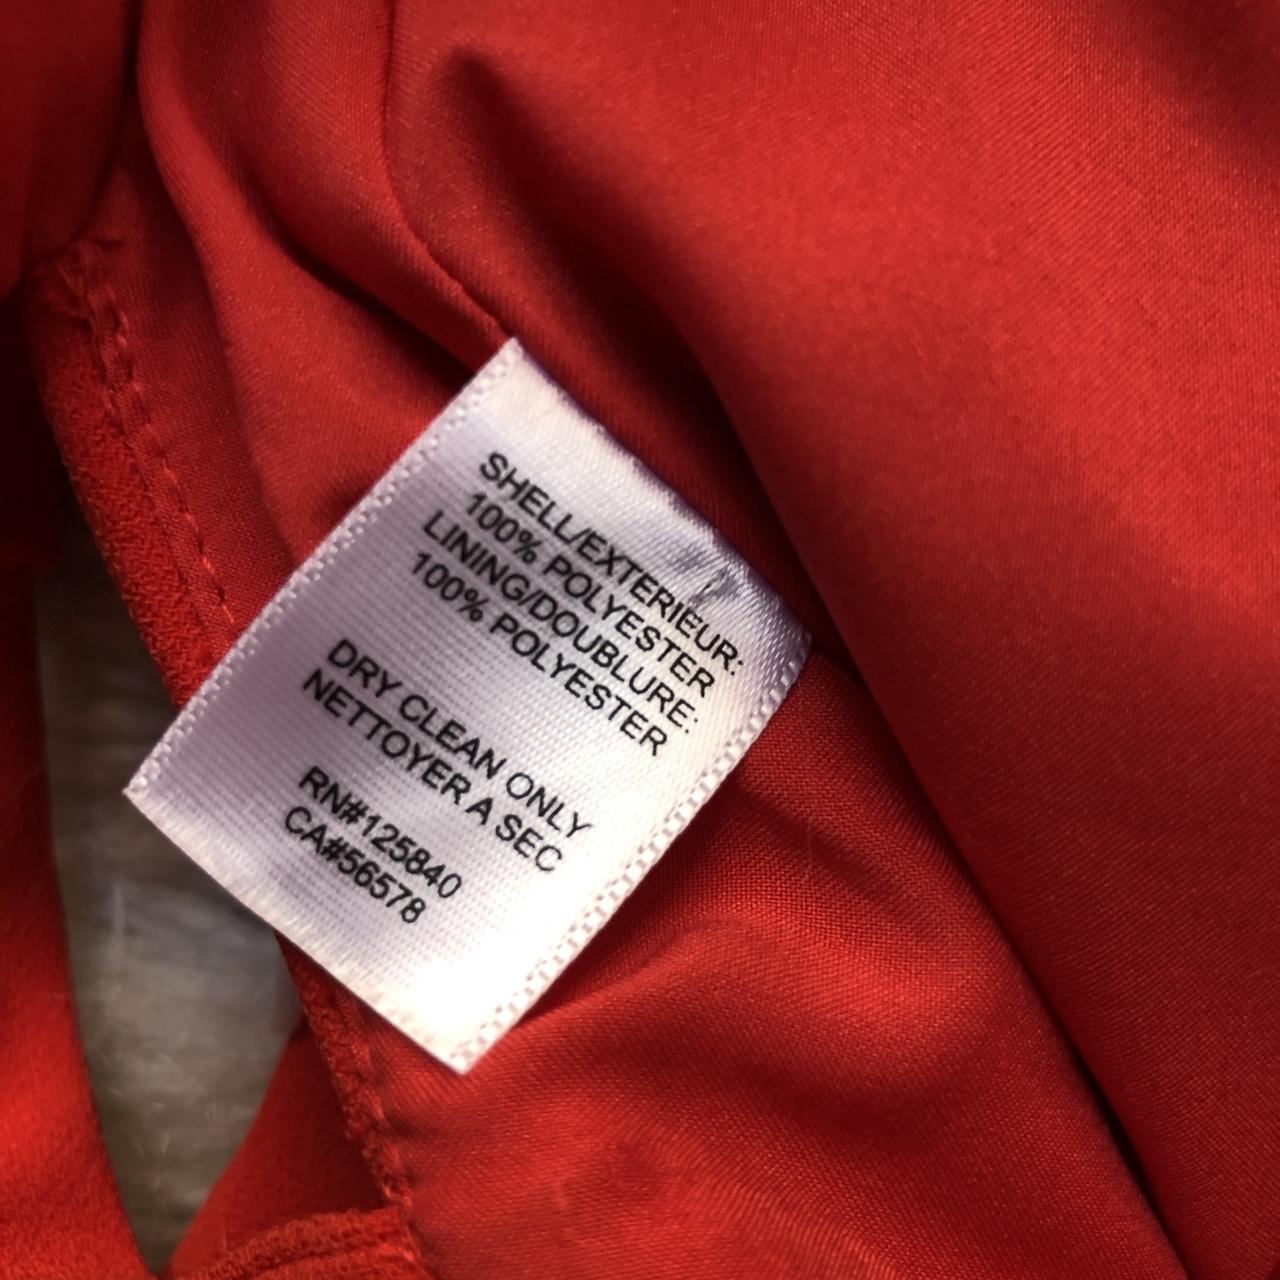 SHELL/EXTERIEUR:
100% POLYESTER
LINING/DOUBLURE:
100% POLYESTER
DRY CLEAN ONLY
NETTOYER A SEC
RN#125840
CA#56578